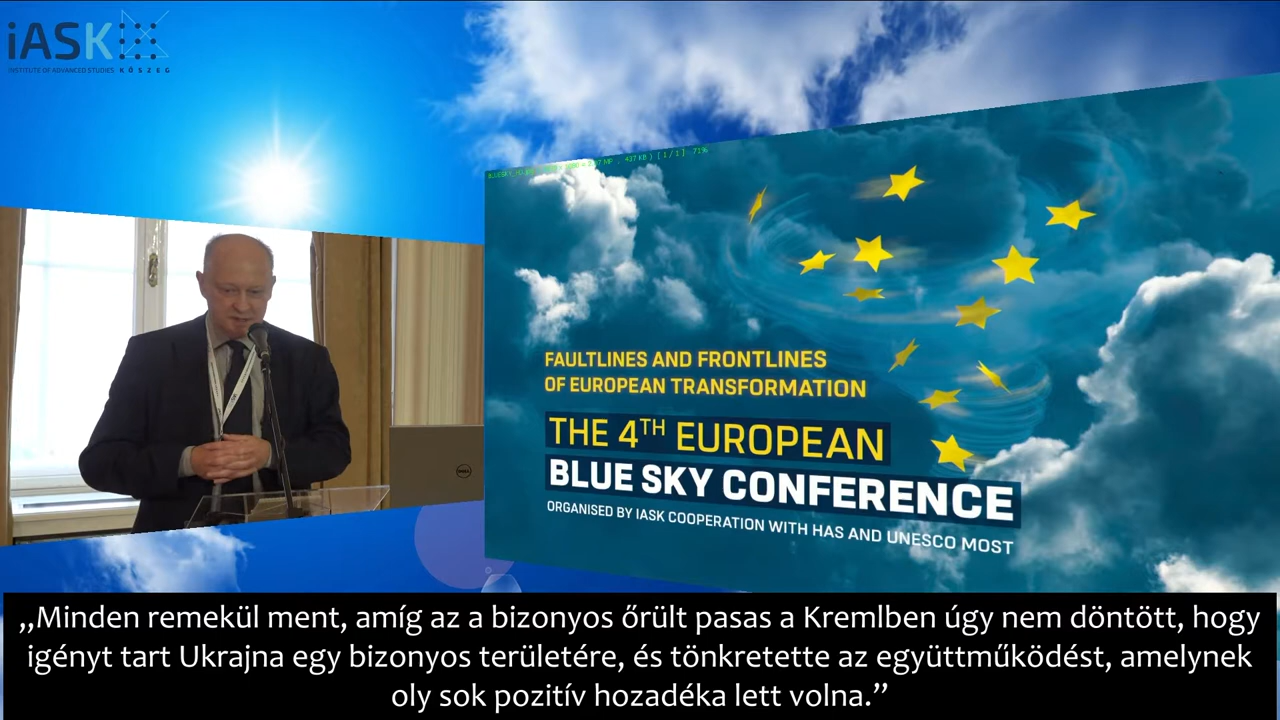 iASK
INSTITUTE OF ADVANCED STUDIES KŐSZEG
FAULTLINES AND FRONTLINES
OF EUROPEAN TRANSFORMATION
THE 4TH EUROPEAN
BLUE SKY CONFERENCE
ORGANISED BY IASK COOPERATION WITH HAS AND UNESCO MOST
DELL
„Minden remekül ment, amíg az a bizonyos őrült pasas a Kremlben úgy nem döntött, hogy
igényt tart Ukrajna egy bizonyos területére, és tönkretette az együttműködést, amelynek
oly sok pozitív hozadéka lett volna.”